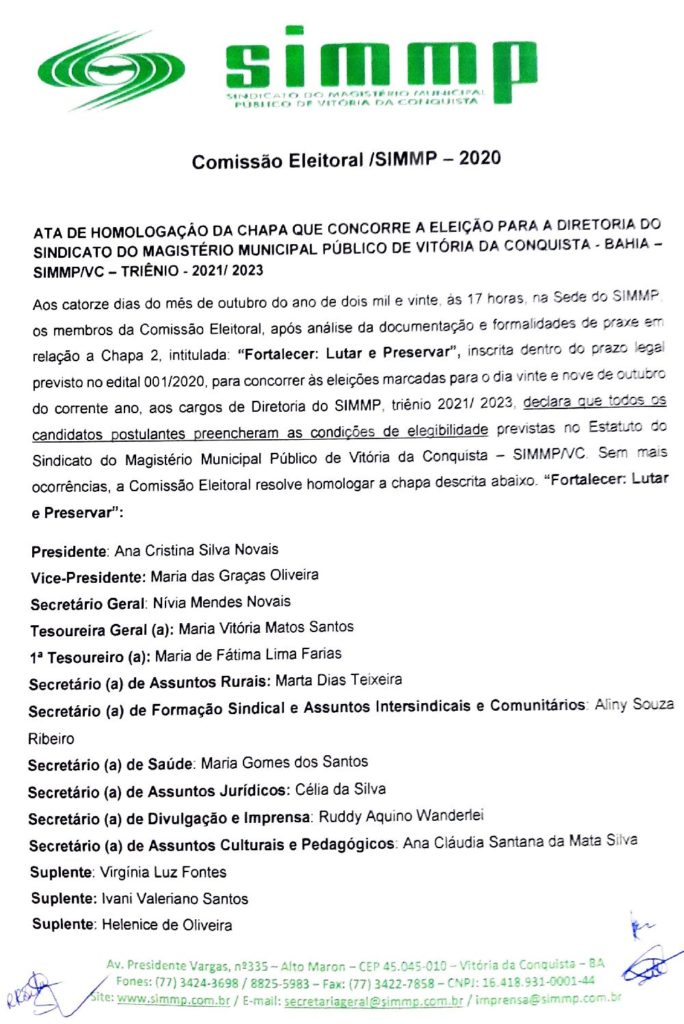 simmp
SINDICATO DO MAGISTÉRIO MUNICIPAL
PÚBLICO DE VITÓRIA DA CONQUISTA
Comissão Eleitoral /SIMMP – 2020
ATA DE HOMOLOGAÇÃO DA CHAPA QUE CONCORRE A ELEIÇÃO PARA A DIRETORIA DO
SINDICATO DO MAGISTÉRIO MUNICIPAL PÚBLICO DE VITÓRIA DA CONQUISTA - BAHIA –
SIMMP/VC – TRIÊNIO - 2021/ 2023
Aos catorze dias do mês de outubro do ano de dois mil e vinte, às 17 horas, na Sede do SIMMP,
os membros da Comissão Eleitoral, após análise da documentação e formalidades de praxe em
relação a Chapa 2, intitulada: “Fortalecer: Lutar e Preservar”, inscrita dentro do prazo legal
previsto no edital 001/2020, para concorrer às eleições marcadas para o dia vinte e nove de outubro
do corrente ano, aos cargos de Diretoria do SIMMP, triênio 2021/ 2023, declara que todos os
candidatos postulantes preencheram as condições de elegibilidade previstas no Estatuto do
Sindicato do Magistério Municipal Público de Vitória da Conquista – SIMMP/VC. Sem mais
ocorrências, a Comissão Eleitoral resolve homologar a chapa descrita abaixo. “Fortalecer: Lutar
e Preservar”:
Presidente: Ana Cristina Silva Novais
Vice-Presidente: Maria das Graças Oliveira
Secretário Geral: Nívia Mendes Novais
Tesoureira Geral (a): Maria Vitória Matos Santos
1ª Tesoureiro (a): Maria de Fátima Lima Farias
Secretário (a) de Assuntos Rurais: Marta Dias Teixeira
Secretário (a) de Formação Sindical e Assuntos Intersindicais e Comunitários: Aliny Souza
Ribeiro
Secretário (a) de Saúde: Maria Gomes dos Santos
Secretário (a) de Assuntos Jurídicos: Célia da Silva
Secretário (a) de Divulgação e Imprensa: Ruddy Aquino Wanderlei
Secretário (a) de Assuntos Culturais e Pedagógicos: Ana Cláudia Santana da Mata Silva
Suplente: Virgínia Luz Fontes
Suplente: Ivani Valeriano Santos
Suplente: Helenice de Oliveira
Av. Presidente Vargas, nº335 – Alto Maron – CEP 45.045-010 – Vitória da Conquista – BA
Fones: (77) 3424-3698 / 8825-5983 – Fax: (77) 3422-7858 – CNPJ: 16.418.931-0001-44
Site: www.simmp.com.br / E-mail: secretariageral@simmp.com.br / imprensa@simmp.com.br